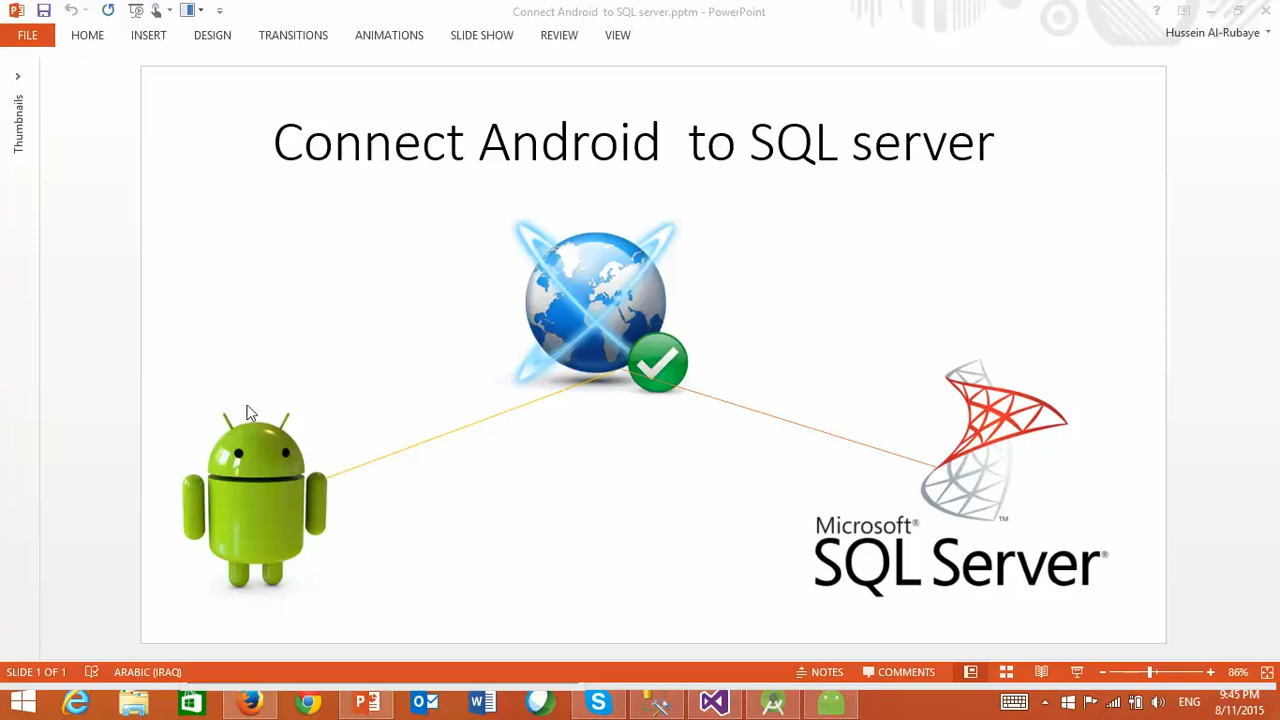 Connect Android to SQL server.pptm - PowerPoint
?
FILE HOME INSERT DESIGN TRANSITIONS ANIMATIONS SLIDE SHOW REVIEW VIEW
Hussein Al-Rubaye
Thumbnails
Connect Android to SQL server
Microsoft®
SQL Server®
™
SLIDE 1 OF 1 ARABIC (IRAQ) NOTES COMMENTS 86%
ENG
9:45 PM
8/11/2015